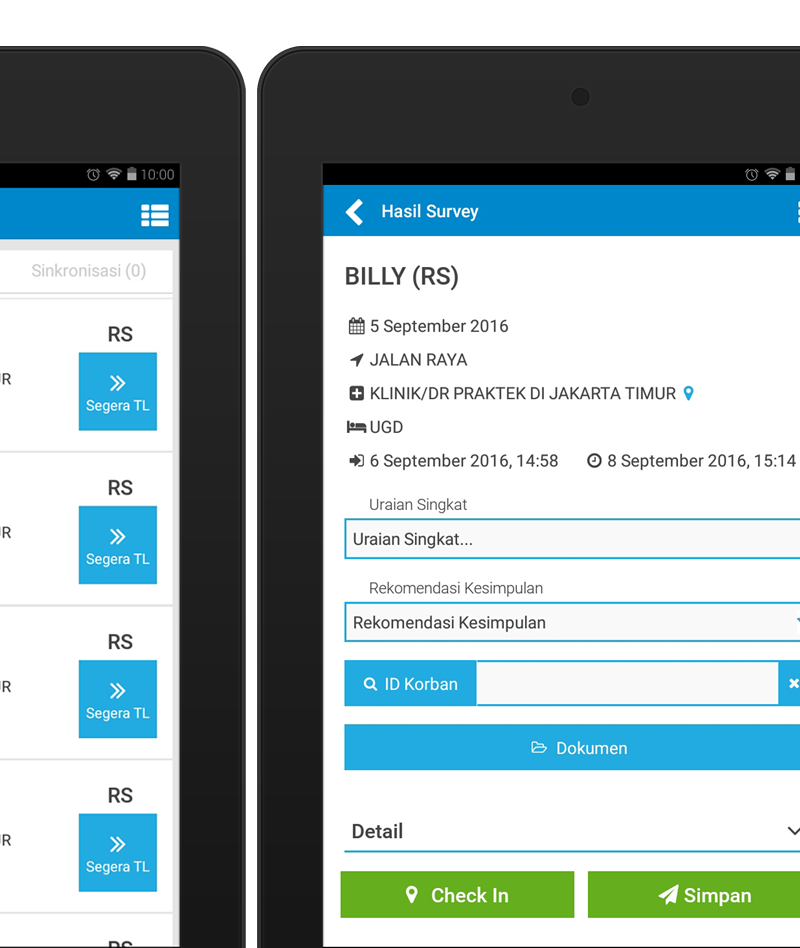 10:00
Sinkronisasi (0)
RS
Segera TL
RS
Segera TL
RS
Segera TL
RS
Segera TL
RS
Hasil Survey
BILLY (RS)
5 September 2016
JALAN RAYA
KLINIK/DR PRAKTEK DI JAKARTA TIMUR
UGD
6 September 2016, 14:58 8 September 2016, 15:14
Uraian Singkat
Uraian Singkat...
Rekomendasi Kesimpulan
Rekomendasi Kesimpulan
ID Korban
Dokumen
Detail
Check In Simpan